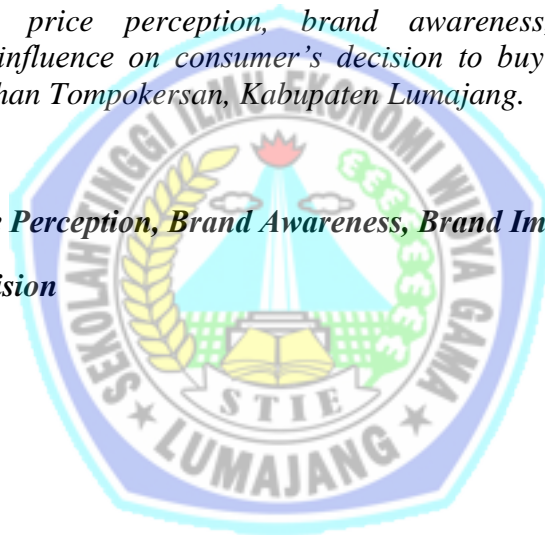 price perception, brand awareness,
influence on consumer's decision to buy
han Tompokersan, Kabupaten Lumajang.
Perception, Brand Awareness, Brand Im
ision
SEKOLAH TINGGI ILMU EKONOMI WIDYA GAMA
STIE
LUMAJANG